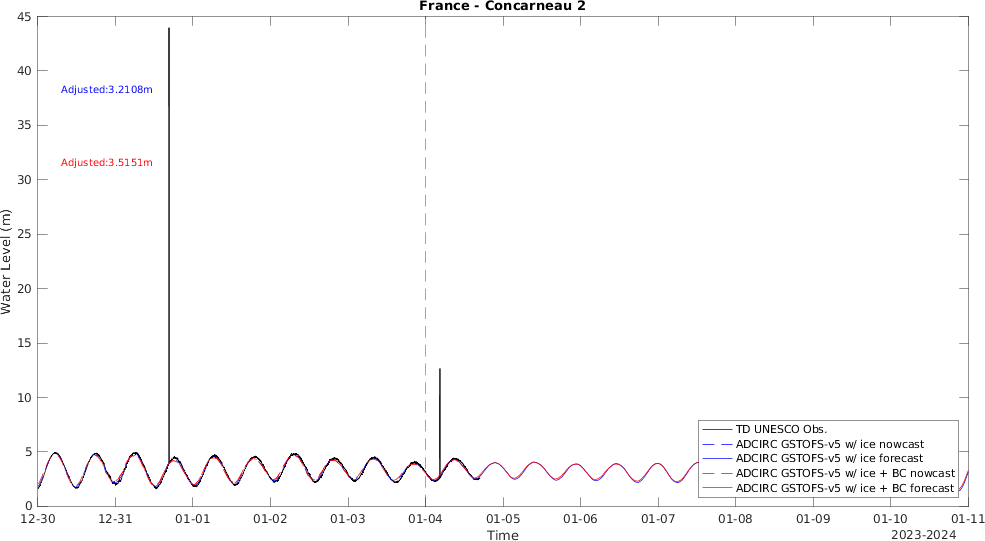 France - Concarneau 2
45
40
35
30
25
20
15
10
5
0
Water Level (m)
Adjusted:3.2108m
Adjusted:3.5151m
TD UNESCO Obs.
ADCIRC GSTOFS-v5 w/ ice nowcast
ADCIRC GSTOFS-v5 w/ ice forecast
ADCIRC GSTOFS-v5 w/ ice + BC nowcast
ADCIRC GSTOFS-v5 w/ ice + BC forecast
12-30 12-31 01-01 01-02 01-03 01-04 01-05 01-06 01-07 01-08 01-09 01-10 01-11
Time
2023-2024